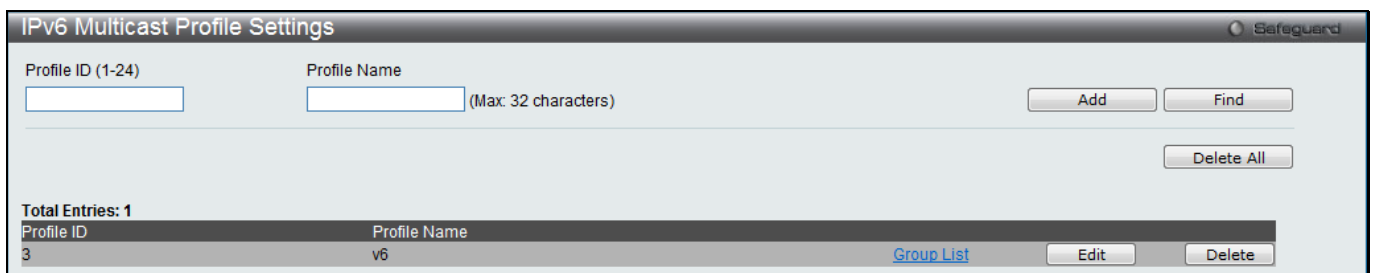 IPv6 Multicast Profile Settings Safeguard
Profile ID (1-24) Profile Name
(Max: 32 characters) Add Find
Delete All
Total Entries: 1
Profile ID Profile Name
3 v6 Group List Edit Delete